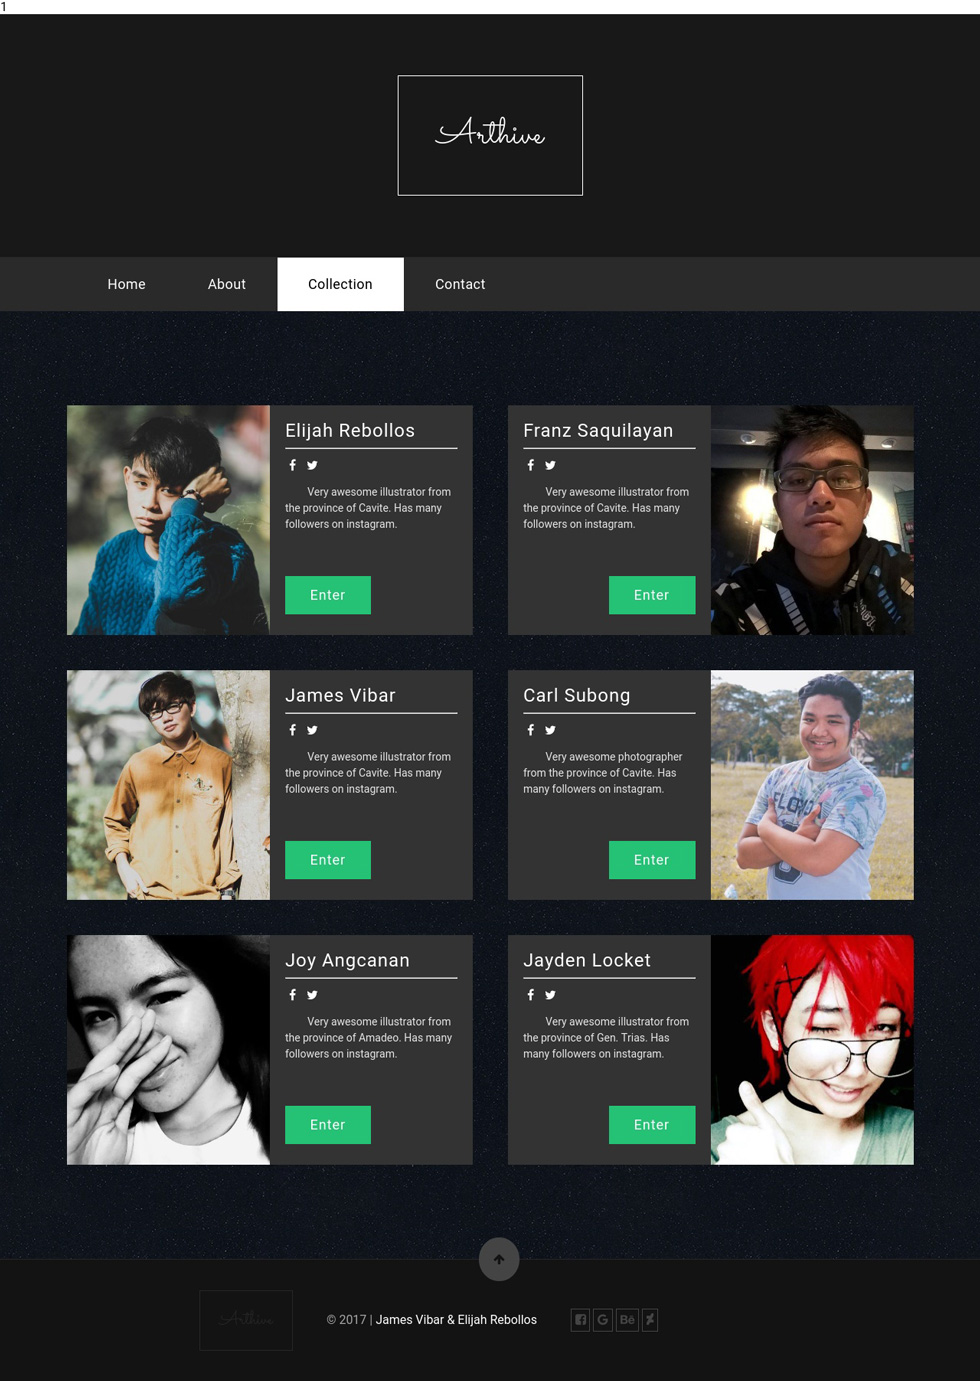 1
Arthive
Home About Collection Contact
Elijah Rebollos
Very awesome illustrator from
the province of Cavite. Has many
followers on instagram.
Enter
Franz Saquilayan
Very awesome illustrator from
the province of Cavite. Has many
followers on instagram.
Enter
James Vibar
Very awesome illustrator from
the province of Cavite. Has many
followers on instagram.
Enter
Carl Subong
Very awesome photographer
from the province of Cavite. Has
many followers on instagram.
Enter
Joy Angcanan
Very awesome illustrator from
the province of Amadeo. Has many
followers on instagram.
Enter
Jayden Locket
Very awesome illustrator from
the province of Gen. Trias. Has
many followers on instagram.
Enter
Arthive
© 2017 | James Vibar & Elijah Rebollos